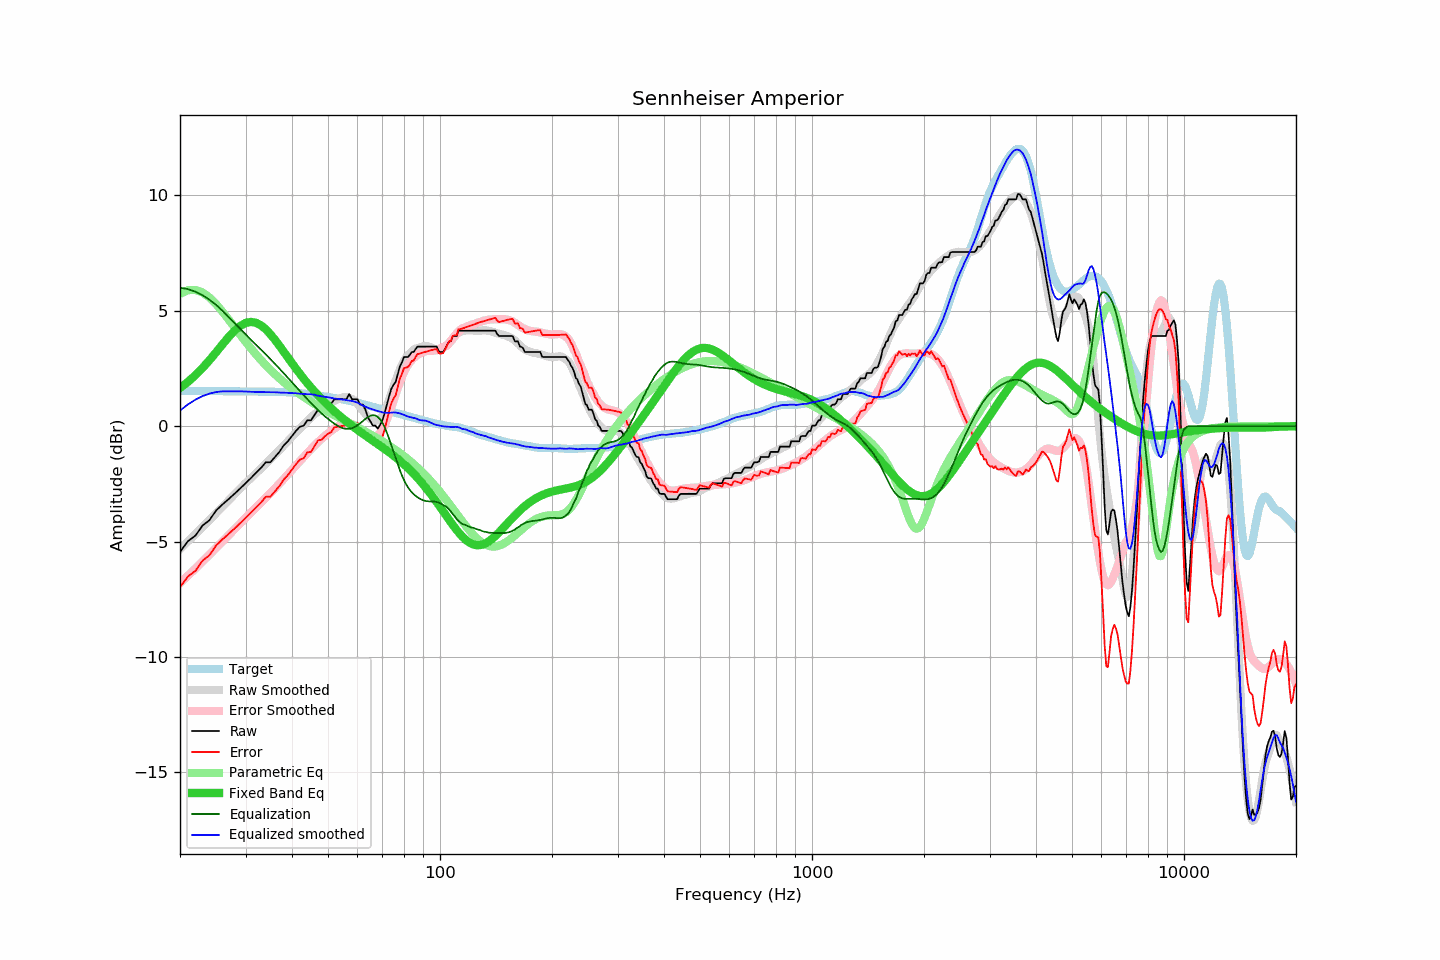 Sennheiser Amperior
Amplitude (dBr)
10
5
0
−5
−10
−15
Target
Raw Smoothed
Error Smoothed
Raw
Error
Parametric Eq
Fixed Band Eq
Equalization
Equalized smoothed
100
1000
10000
Frequency (Hz)